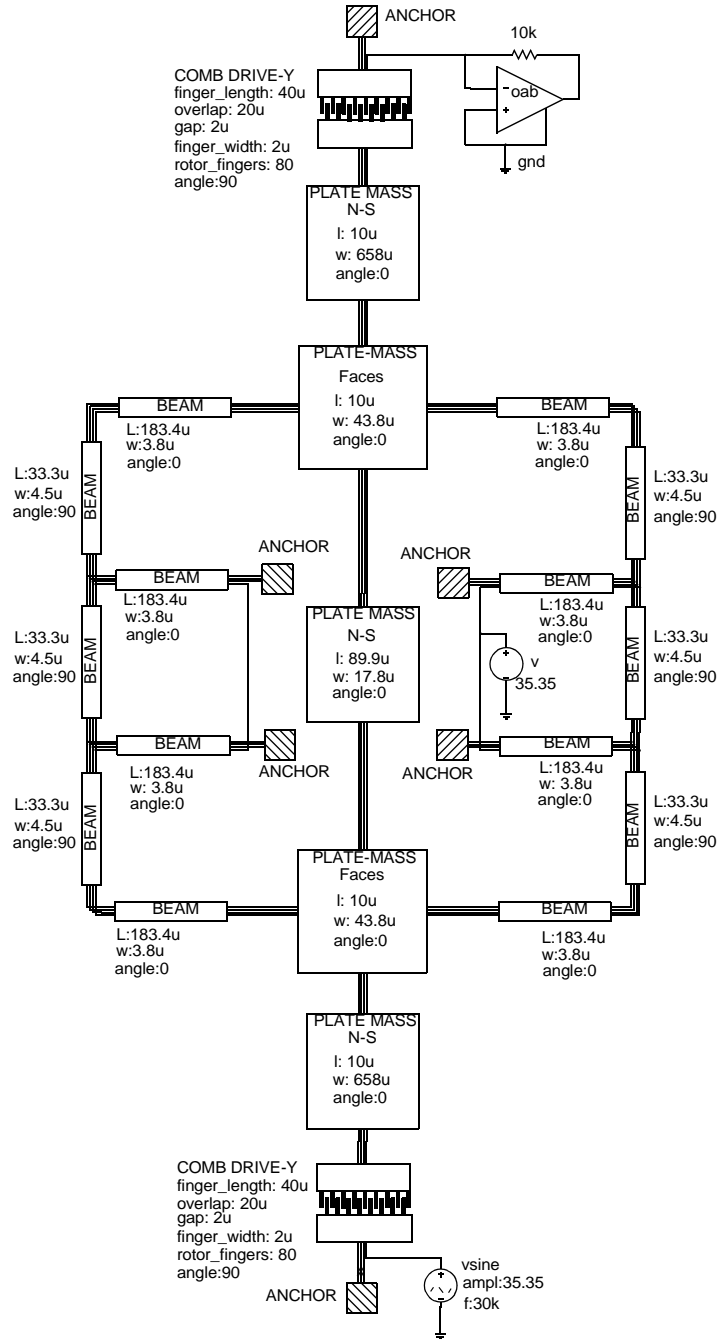 ANCHOR
10k
COMB DRIVE-Y
finger_length: 40u
overlap: 20u
gap: 2u
finger_width: 2u
rotor_fingers: 80
angle:90
-
oab
+
gnd
PLATE MASS
N-S
l: 10u
w: 658u
angle:0
PLATE-MASS
Faces
l: 10u
w: 43.8u
angle:0
BEAM
L:183.4u
w:3.8u
angle:0
BEAM
L:183.4u
w: 3.8u
angle:0
L:33.3u
w:4.5u
angle:90
BEAM
BEAM
L:33.3u
w:4.5u
angle:90
ANCHOR
ANCHOR
BEAM
L:183.4u
w:3.8u
angle:0
BEAM
L:183.4u
w: 3.8u
angle:0
L:33.3u
w:4.5u
angle:90
BEAM
PLATE MASS
N-S
l: 89.9u
w: 17.8u
angle:0
+
-
v
35.35
BEAM
L:33.3u
w:4.5u
angle:90
BEAM
L:183.4u
w: 3.8u
angle:0
ANCHOR
ANCHOR
BEAM
L:183.4u
w: 3.8u
angle:0
L:33.3u
w:4.5u
angle:90
BEAM
BEAM
L:33.3u
w:4.5u
angle:90
PLATE-MASS
Faces
l: 10u
w: 43.8u
angle:0
BEAM
L:183.4u
w:3.8u
angle:0
BEAM
L:183.4u
w:3.8u
angle:0
PLATE MASS
N-S
l: 10u
w: 658u
angle:0
COMB DRIVE-Y
finger_length: 40u
overlap: 20u
gap: 2u
finger_width: 2u
rotor_fingers: 80
angle:90
ANCHOR
+
-
vsine
ampl:35.35
f:30k